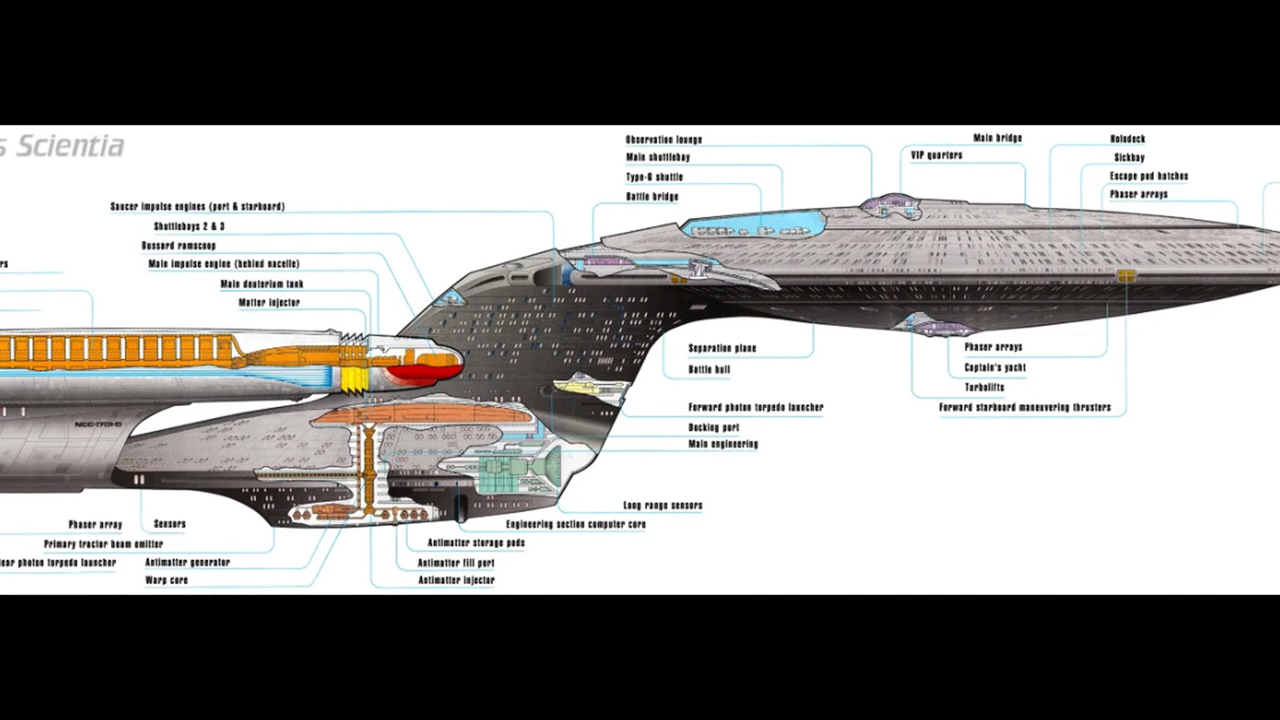 s Scientia
Observation lounge
Main shuttlebay
Type-6 shuttle
Battle bridge
Main bridge
VIP quarters
Holodeck
Sickbay
Escape pod hatches
Phaser arrays
Saucer impulse engines (port & starboard)
Shuttlebays 2 & 3
Bussard ramscoop
Main impulse engine (behind nacelle)
Main deuterium tank
Matter injector
rs
Separation plane
Battle hull
Forward photon torpedo launcher
Docking port
Main engineering
Phaser arrays
Captain's yacht
Turbolifts
Forward starboard maneuvering thrusters
NCC-1701-D
Long range sensors
Engineering section computer core
Antimatter storage pods
Antimatter fill port
Antimatter injector
Phaser array
Sensors
Primary tractor beam emitter
ear photon torpedo launcher
Antimatter generator
Warp core